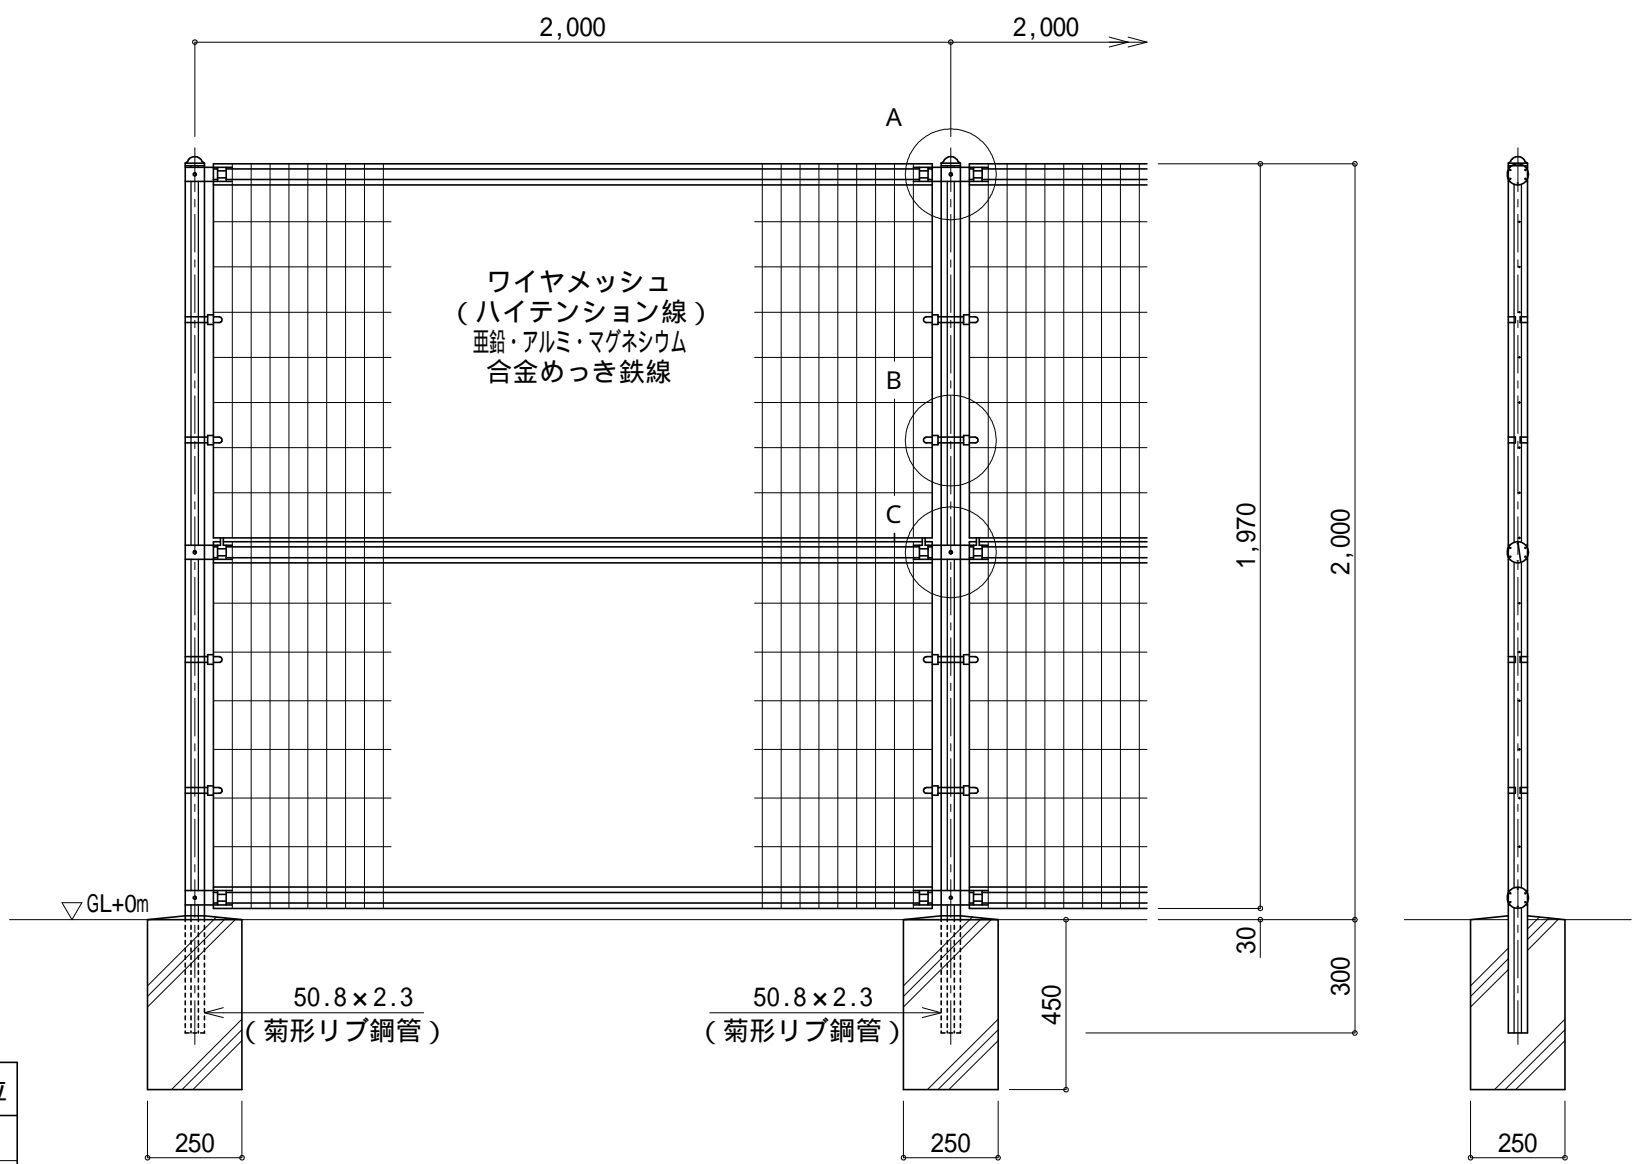 2,000
2,000
A
ワイヤメッシュ
(ハイテンション線)
亜鉛・アルミ・マグネシウム
合金めっき鉄線
B
C
1,970
2,000
GL+0m
30
300
450
50.8×2.3
(菊形リブ鋼管)
50.8×2.3
(菊形リブ鋼管)
250
250
250